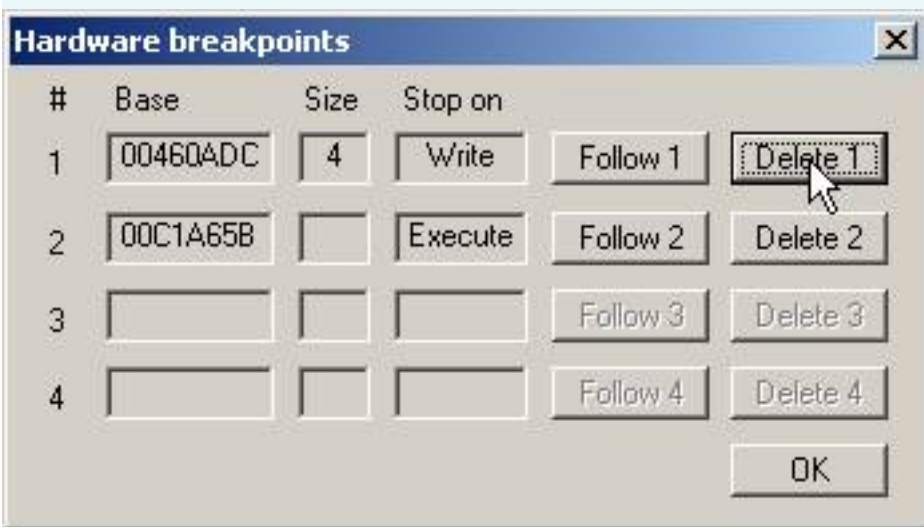 Hardware breakpoints
# Base Size Stop on
1 00460ADC 4 Write Follow 1 Delete 1
2 00C1A65B Execute Follow 2 Delete 2
3 Follow 3 Delete 3
4 Follow 4 Delete 4
OK